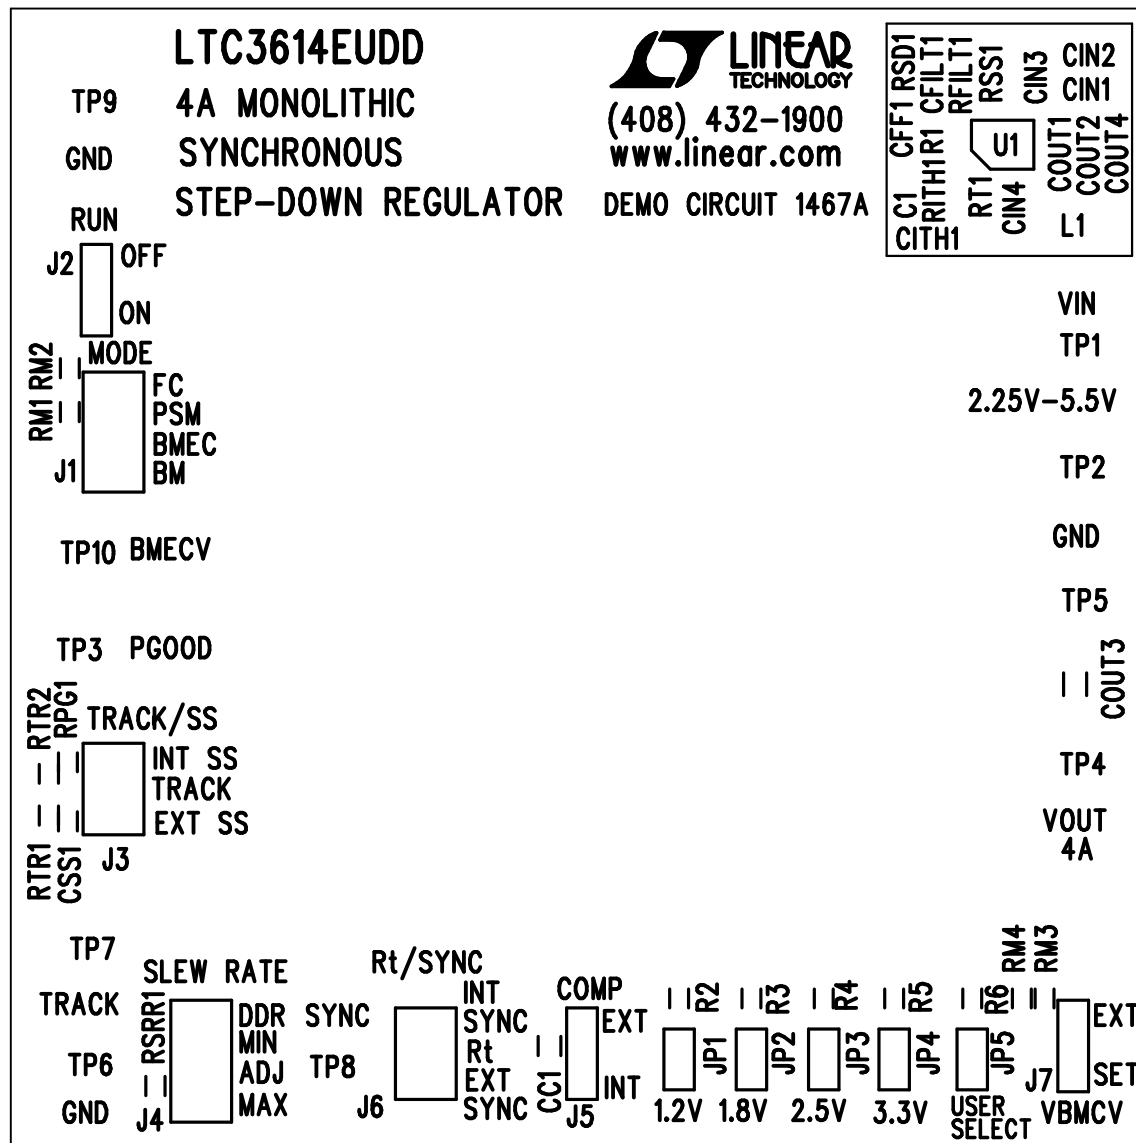 LTC3614EUDD
4A MONOLITHIC
SYNCHRONOUS
STEP-DOWN REGULATOR
LINEAR
TECHNOLOGY
(408) 432-1900
www.linear.com
DEMO CIRCUIT 1467A
CFF1 RSD1
CFILT1
RFILT1
RSS1
CIN3
CIN2
CIN1
R1
U1
COUT1
COUT2
COUT4
C1
RITH1
RT1
CIN4
L1
CITH1
TP9
GND
RUN
J2
OFF
ON
MODE
RM2
RM1
FC
PSM
BMEC
BM
J1
VIN
TP1
2.25V-5.5V
TP2
GND
TP5
COUT3
TP4
VOUT
4A
TP10 BMECV
TP3 PGOOD
RTR2
RPG1
TRACK/SS
INT SS
TRACK
EXT SS
RTR1
CSS1
J3
TP7
TRACK
TP6
GND
SLEW RATE
RSRR1
DDR
MIN
ADJ
MAX
J4
SYNC
TP8
Rt/SYNC
INT
SYNC
Rt
EXT
SYNC
J6
COMP
EXT
INT
CC1
J5
R2
JP1
1.2V
R3
JP2
1.8V
R4
JP3
2.5V
R5
JP4
3.3V
R6
JP5
USER
SELECT
RM4
RM3
EXT
SET
J7
VBMCV